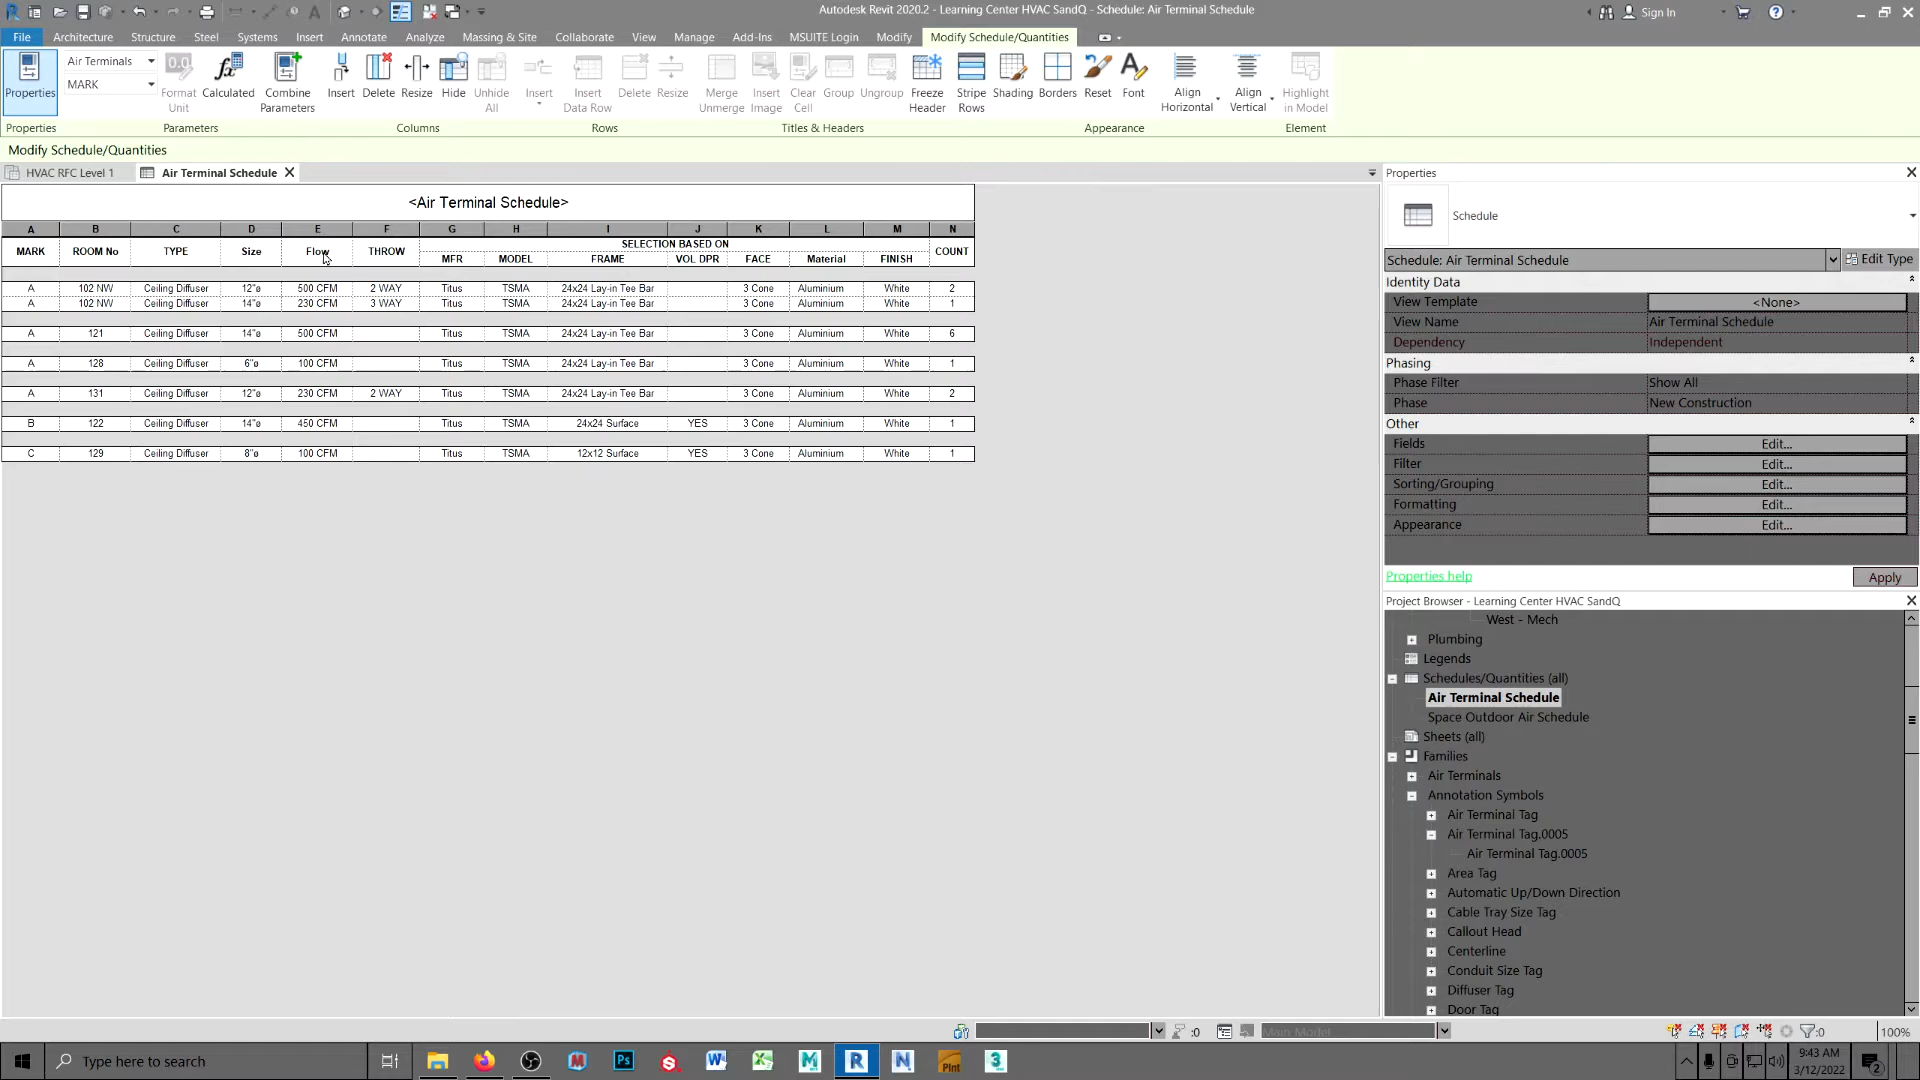 Autodesk Revit 2020.2 - Learning Center HVAC SandQ - Schedule: Air Terminal Schedule
Sign In
File Architecture Structure Steel Systems Insert Annotate Analyze Massing & Site Collaborate View Manage Add-Ins MSUITE Login Modify Modify Schedule/Quantities
Air Terminals
MARK
Properties
Format Unit
Calculated
Combine Parameters
Insert
Delete
Resize
Hide
Unhide All
Insert
Insert Data Row
Delete
Resize
Merge Unmerge
Insert Image
Clear Cell
Group
Ungroup
Freeze Header
Stripe Rows
Shading
Borders
Reset
Font
Align Horizontal
Align Vertical
Highlight in Model
Properties Parameters Columns Rows Titles & Headers Appearance Element
Modify Schedule/Quantities
HVAC RFC Level 1 Air Terminal Schedule
<Air Terminal Schedule>
A B C D E F G H I J K L M N
SELECTION BASED ON
MARK ROOM No TYPE Size Flow THROW COUNT
MFR MODEL FRAME VOL DPR FACE Material FINISH
A 102 NW Ceiling Diffuser 12"ø 500 CFM 2 WAY Titus TSMA 24x24 Lay-in Tee Bar 3 Cone Aluminium White 2
A 102 NW Ceiling Diffuser 14"ø 230 CFM 3 WAY Titus TSMA 24x24 Lay-in Tee Bar 3 Cone Aluminium White 1
A 121 Ceiling Diffuser 14"ø 500 CFM Titus TSMA 24x24 Lay-in Tee Bar 3 Cone Aluminium White 6
A 128 Ceiling Diffuser 6"ø 100 CFM Titus TSMA 24x24 Lay-in Tee Bar 3 Cone Aluminium White 1
A 131 Ceiling Diffuser 12"ø 230 CFM 2 WAY Titus TSMA 24x24 Lay-in Tee Bar 3 Cone Aluminium White 2
B 122 Ceiling Diffuser 14"ø 450 CFM Titus TSMA 24x24 Surface YES 3 Cone Aluminium White 1
C 129 Ceiling Diffuser 8"ø 100 CFM Titus TSMA 12x12 Surface YES 3 Cone Aluminium White 1
Properties
Schedule
Schedule: Air Terminal Schedule Edit Type
Identity Data
View Template <None>
View Name Air Terminal Schedule
Dependency Independent
Phasing
Phase Filter Show All
Phase New Construction
Other
Fields Edit...
Filter Edit...
Sorting/Grouping Edit...
Formatting Edit...
Appearance Edit...
Properties help Apply
Project Browser - Learning Center HVAC SandQ
West - Mech
Plumbing
Legends
Schedules/Quantities (all)
Air Terminal Schedule
Space Outdoor Air Schedule
Sheets (all)
Families
Air Terminals
Annotation Symbols
Air Terminal Tag
Air Terminal Tag.0005
Air Terminal Tag.0005
Area Tag
Automatic Up/Down Direction
Cable Tray Size Tag
Callout Head
Centerline
Conduit Size Tag
Diffuser Tag
Door Tag
:0 Main Model :0 100%
Type here to search
Ps
PInt
9:43 AM
3/12/2022
2